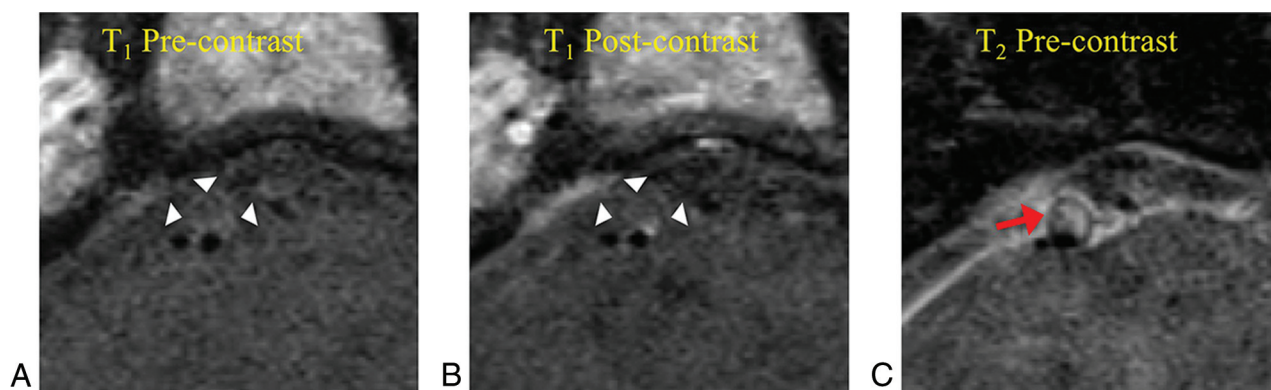 T₁ Pre-contrast
T₁ Post-contrast
T₂ Pre-contrast
A
B
C